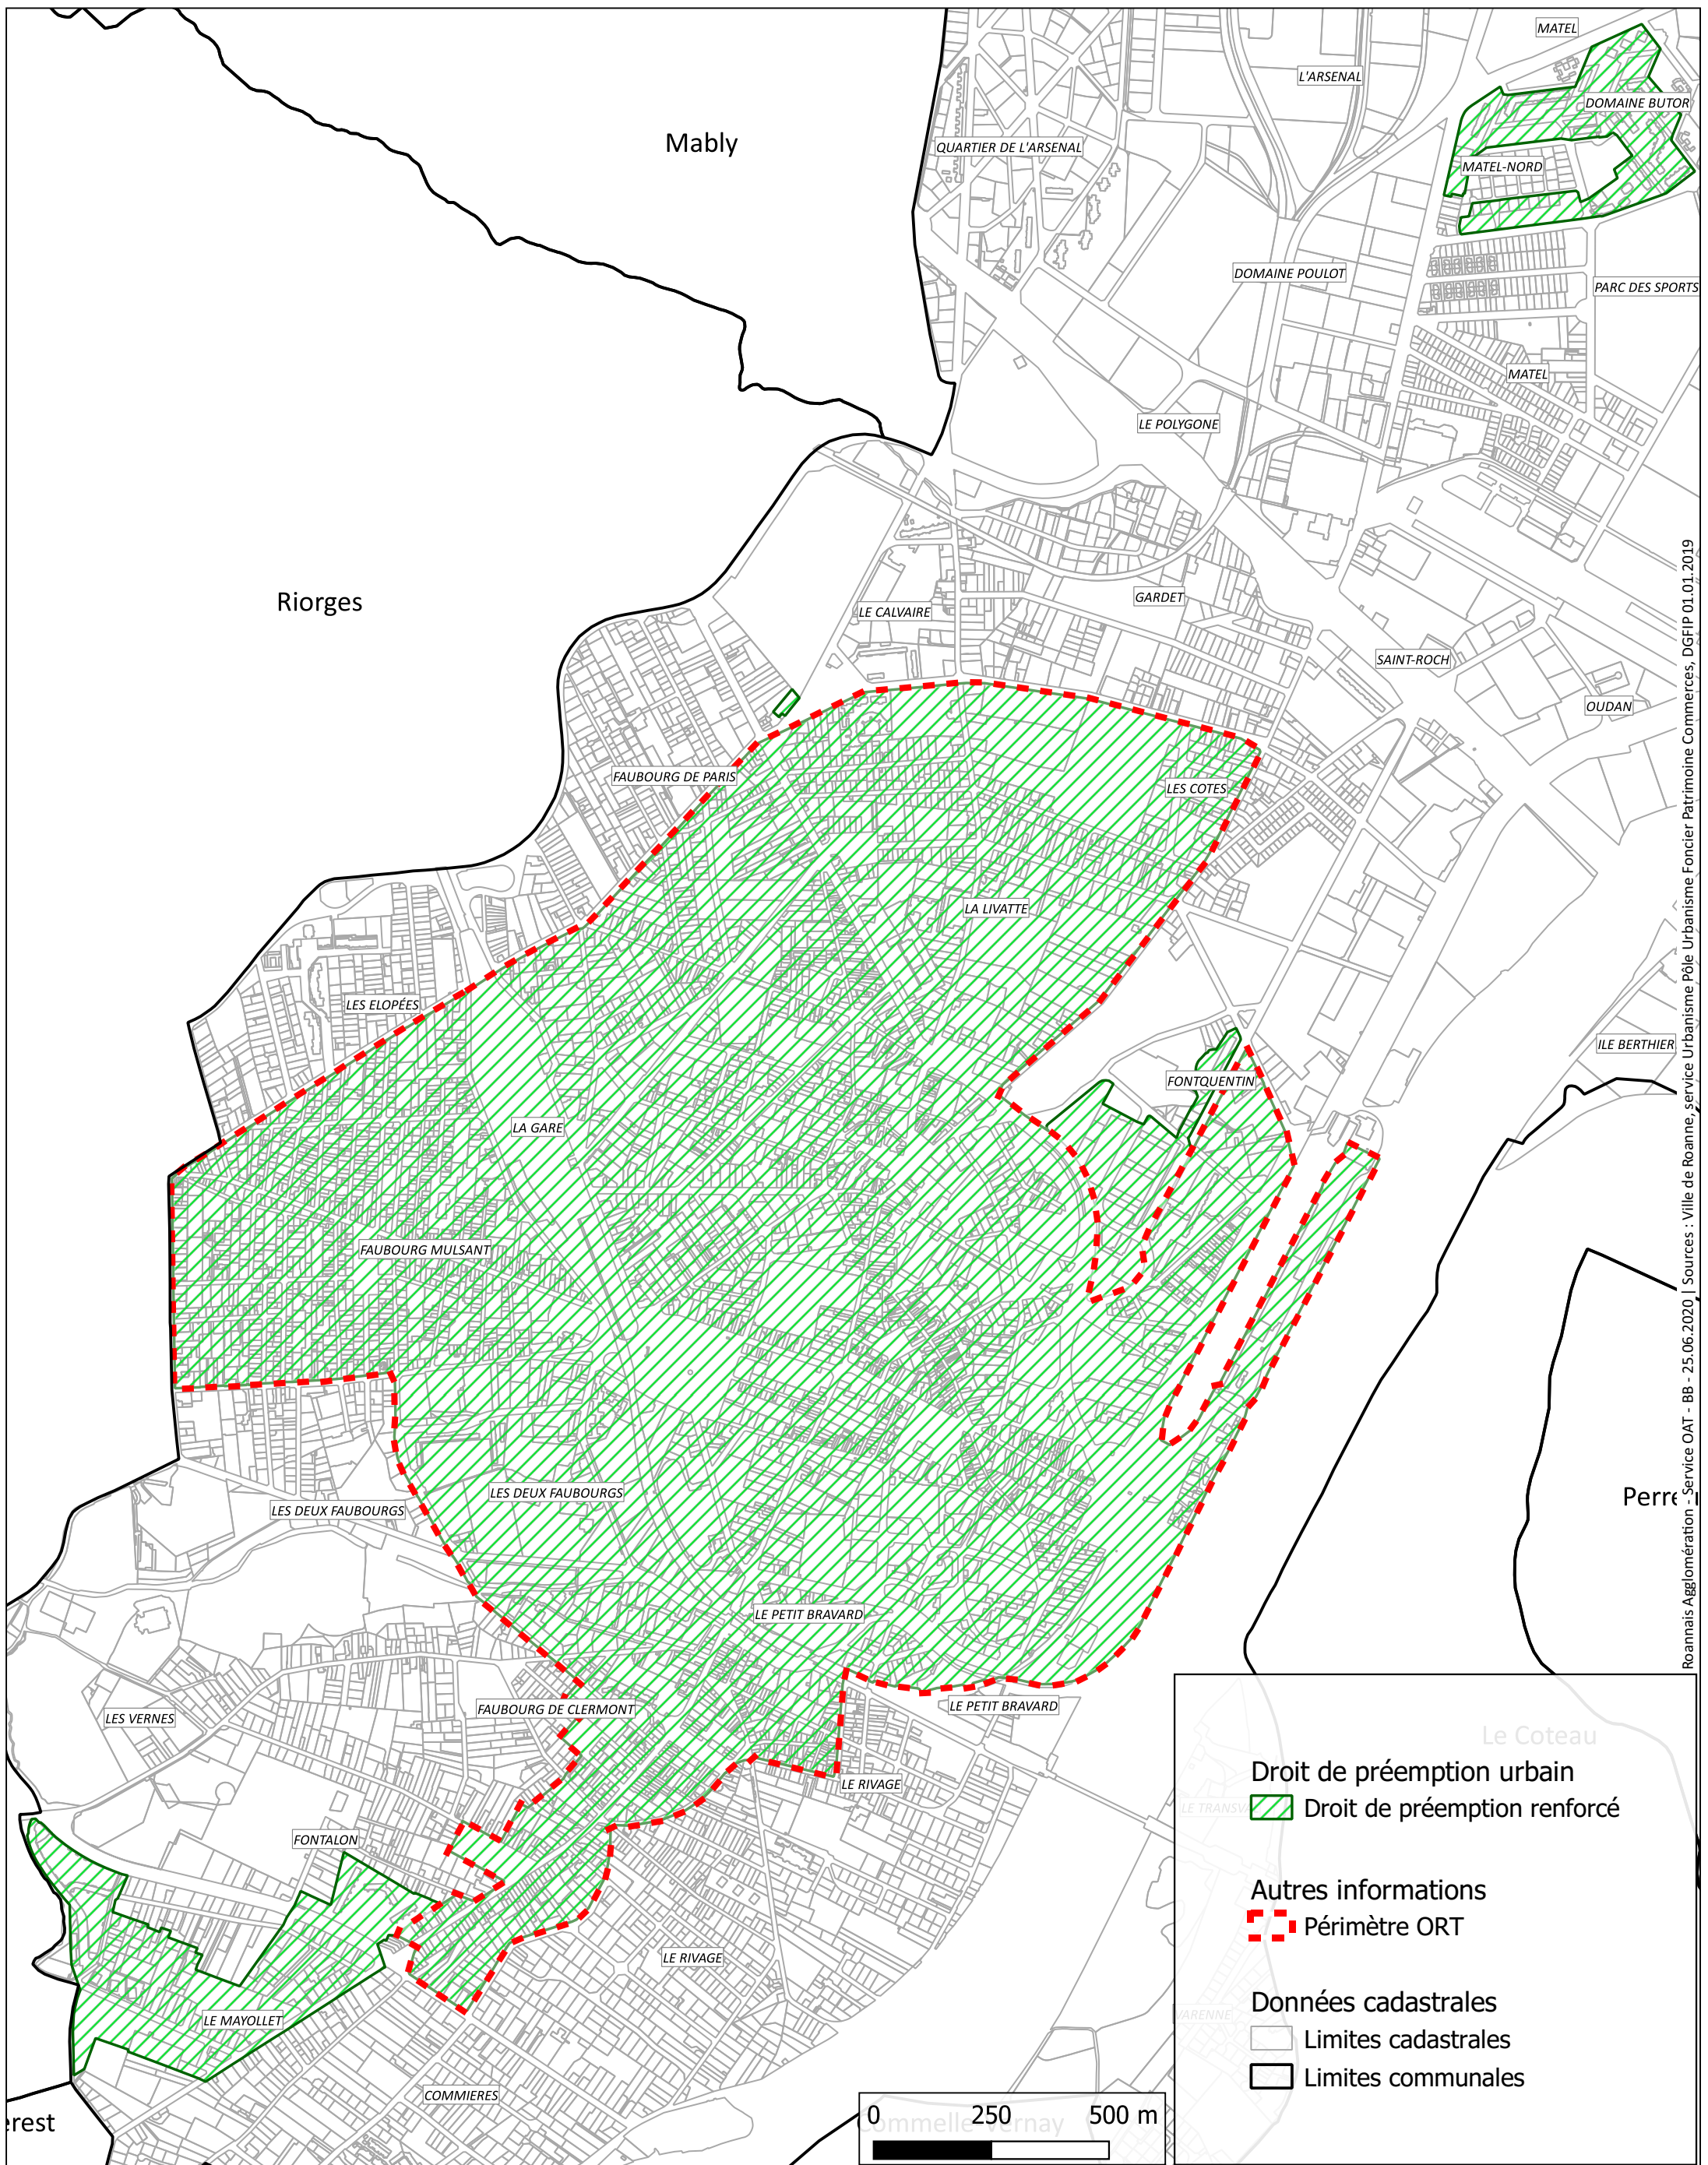 MATEL
L'ARSENAL
DOMAINE BUTOR
Mably
QUARTIER DE L'ARSENAL
MATEL-NORD
DOMAINE POULOT
PARC DES SPORTS
MATEL
LE POLYGONE
Riorges
GARDET
LE CALVAIRE
SAINT-ROCH
OUDAN
FAUBOURG DE PARIS
LES COTES
LA LIVATTE
LES ELOPÉES
ILE BERTHIER
FONTQUENTIN
LA GARE
FAUBOURG MULSANT
LES DEUX FAUBOURGS
LES DEUX FAUBOURGS
Perre
LE PETIT BRAVARD
FAUBOURG DE CLERMONT
LE PETIT BRAVARD
LES VERNES
Le Coteau
LE RIVAGE
LE TRANSVA
FONTALON
LE RIVAGE
LE MAYOLLET
VARENNE
COMMIERES
erest
Commelle-Vernay
0 250 500 m
Droit de préemption urbain
Droit de préemption renforcé
Autres informations
Périmètre ORT
Données cadastrales
Limites cadastrales
Limites communales
Roannais Agglomération - Service OAT - BB - 25.06.2020 | Sources : Ville de Roanne, service Urbanisme Pôle Urbanisme Foncier Patrimoine Commerces, DGFIP 01.01.2019